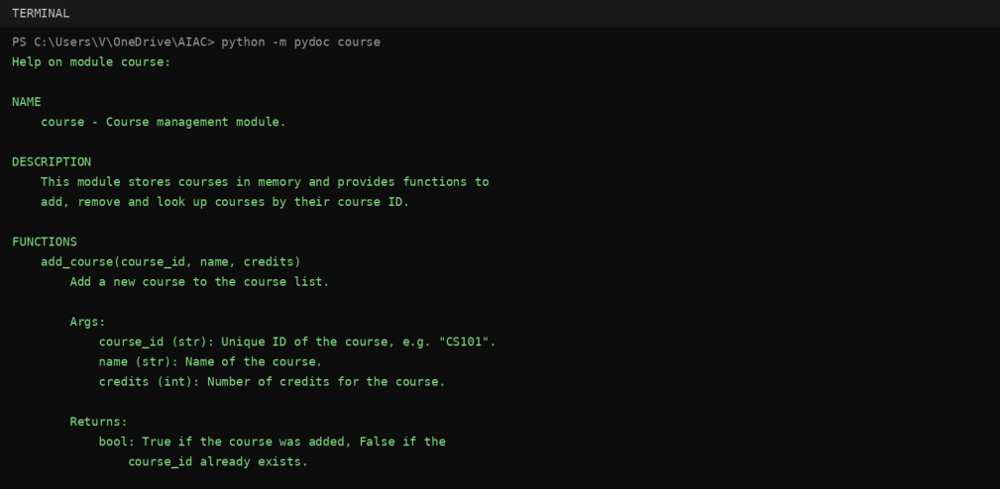 TERMINAL
PS C:\Users\V\OneDrive\AIAC> python -m pydoc course
Help on module course:
NAME
course - Course management module.
DESCRIPTION
This module stores courses in memory and provides functions to
add, remove and look up courses by their course ID.
FUNCTIONS
add_course(course_id, name, credits)
Add a new course to the course list.
Args:
course_id (str): Unique ID of the course, e.g. "CS101".
name (str): Name of the course.
credits (int): Number of credits for the course.
Returns:
bool: True if the course was added, False if the
course_id already exists.